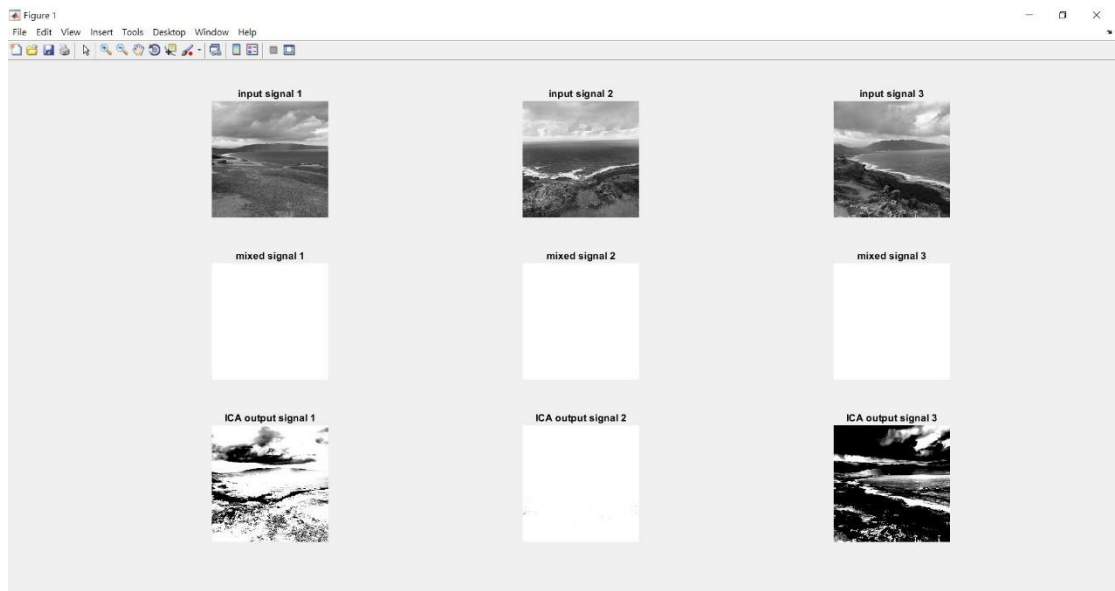 Figure 1
File Edit View Insert Tools Desktop Window Help
input signal 1
input signal 2
input signal 3
mixed signal 1
mixed signal 2
mixed signal 3
ICA output signal 1
ICA output signal 2
ICA output signal 3